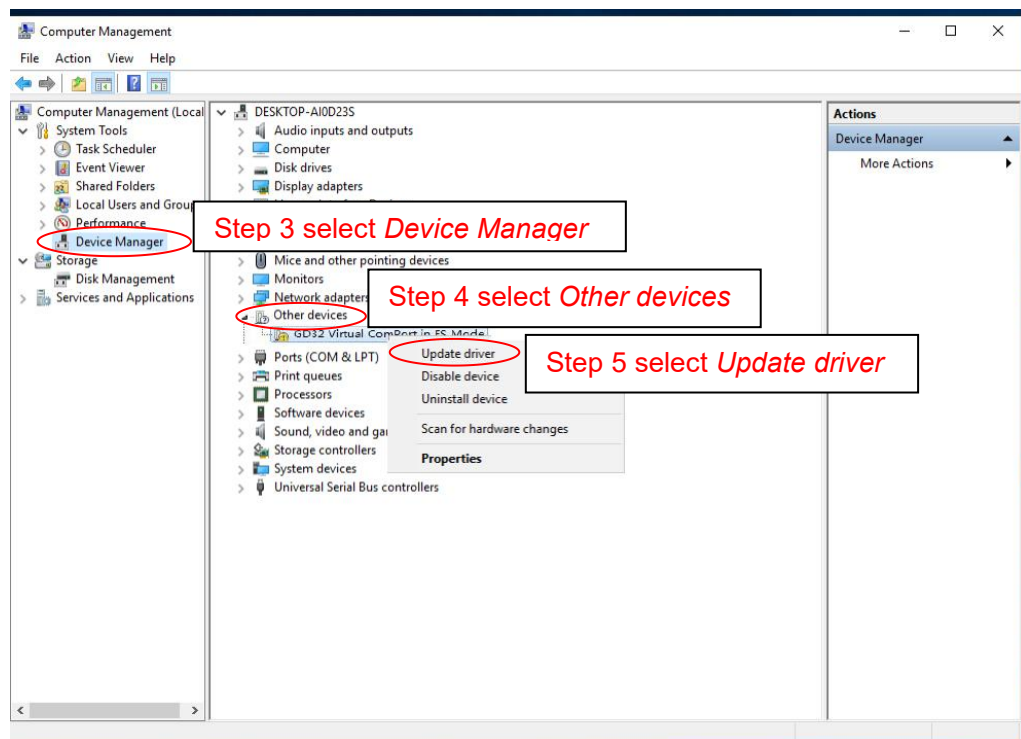 Computer Management
File Action View Help
Computer Management (Local
System Tools
Task Scheduler
Event Viewer
Shared Folders
Local Users and Group
Performance
Device Manager
Storage
Disk Management
Services and Applications
DESKTOP-AI0D23S
Audio inputs and outputs
Computer
Disk drives
Display adapters
Step 3 select Device Manager
Mice and other pointing devices
Monitors
Network adapters
Step 4 select Other devices
Other devices
GD32 Virtual ComPort in FS Mode
Ports (COM & LPT)
Print queues
Processors
Software devices
Sound, video and ga
Storage controllers
System devices
Universal Serial Bus controllers
Update driver
Step 5 select Update driver
Disable device
Uninstall device
Scan for hardware changes
Properties
Actions
Device Manager
More Actions